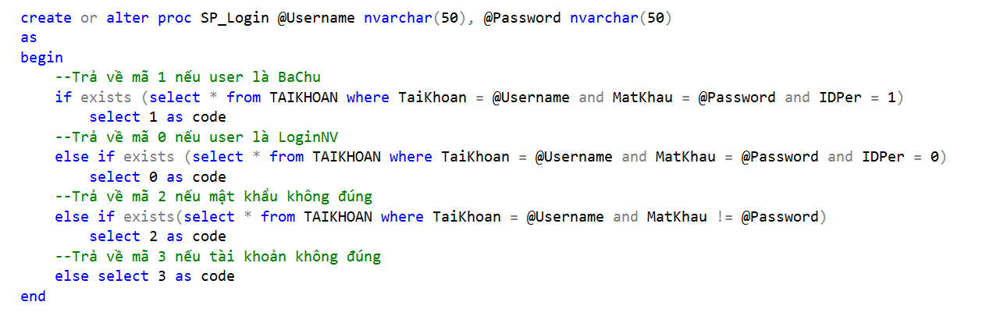 create or alter proc SP_Login @Username nvarchar(50), @Password nvarchar(50)
as
begin
    --Trả về mã 1 nếu user là BaChu
    if exists (select * from TAIKHOAN where TaiKhoan = @Username and MatKhau = @Password and IDPer = 1)
        select 1 as code
    --Trả về mã 0 nếu user là LoginNV
    else if exists (select * from TAIKHOAN where TaiKhoan = @Username and MatKhau = @Password and IDPer = 0)
        select 0 as code
    --Trả về mã 2 nếu mật khẩu không đúng
    else if exists(select * from TAIKHOAN where TaiKhoan = @Username and MatKhau != @Password)
        select 2 as code
    --Trả về mã 3 nếu tài khoản không đúng
    else select 3 as code
end